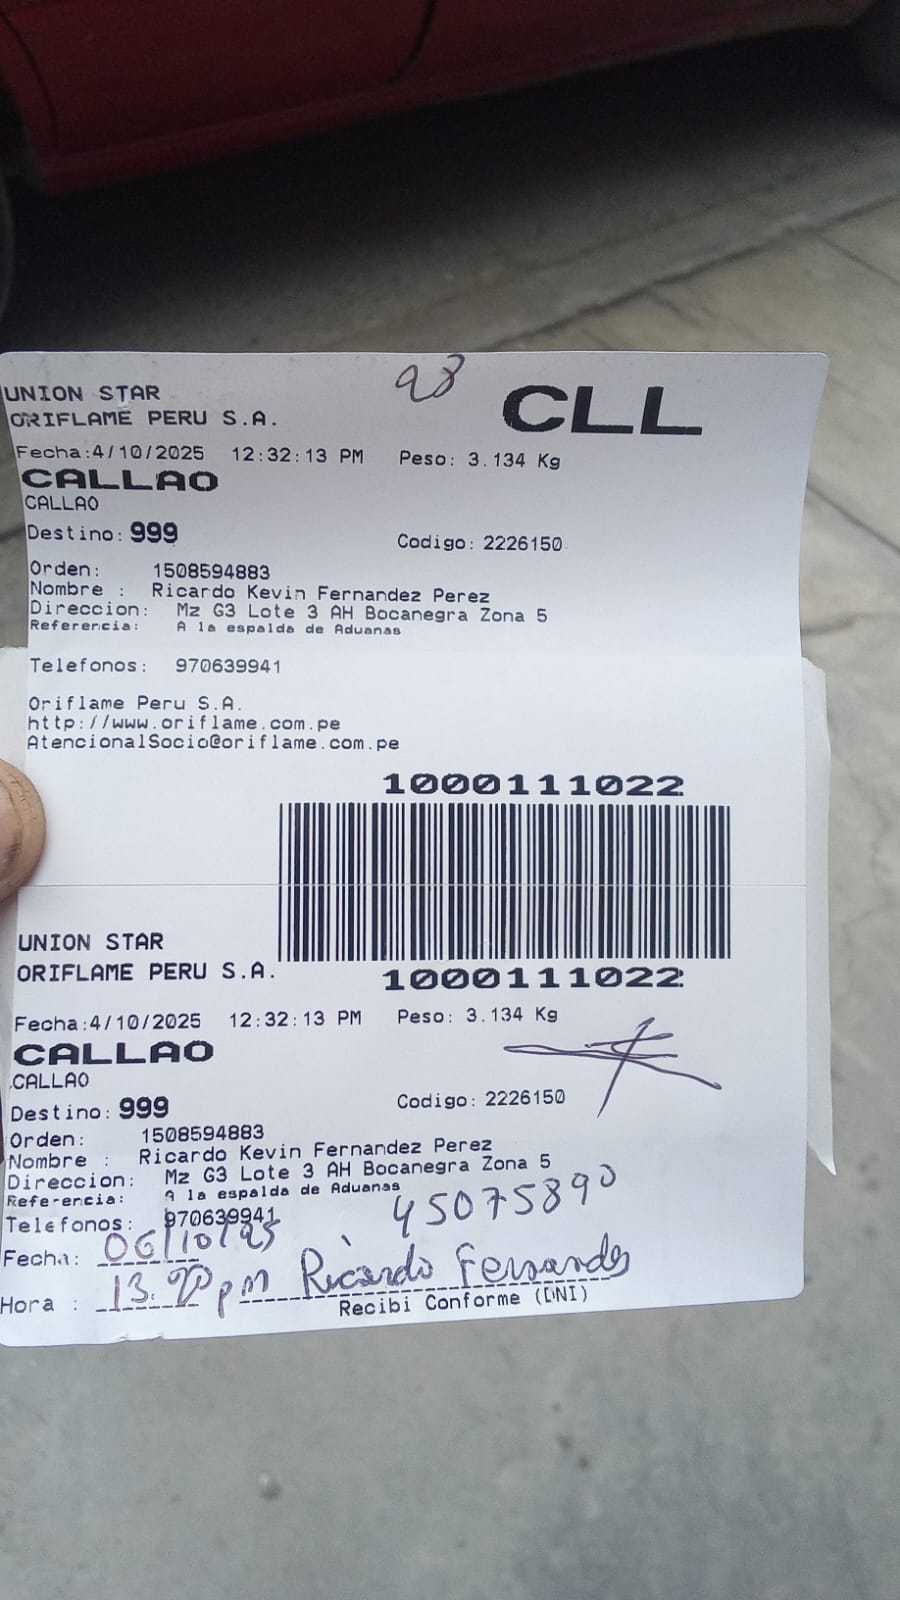 98
UNION STAR
CLL
ORIFLAME PERU S.A.
Fecha:4/10/2025 12:32:13 PM Peso: 3.134 Kg
CALLAO
CALLAO
Destino: 999 Codigo: 2226150
Orden: 1508594883
Nombre : Ricardo Kevin Fernandez Perez
Direccion: Mz G3 Lote 3 AH Bocanegra Zona 5
Referencia: A la espalda de Aduanas
Telefonos: 970639941
Oriflame Peru S.A.
http://www.oriflame.com.pe
AtencionalSocio@oriflame.com.pe
1000111022
UNION STAR
ORIFLAME PERU S.A.
1000111022
Fecha:4/10/2025 12:32:13 PM Peso: 3.134 Kg
CALLAO
CALLAO
Destino: 999 Codigo: 2226150
Orden: 1508594883
Nombre : Ricardo Kevin Fernandez Perez
Direccion: Mz G3 Lote 3 AH Bocanegra Zona 5
Referencia: A la espalda de Aduanas
Telefonos: 970639941 45075890
Fecha: 06/10/25
Hora : 13. pm Ricardo Fernandes
Recibi Conforme (DNI)